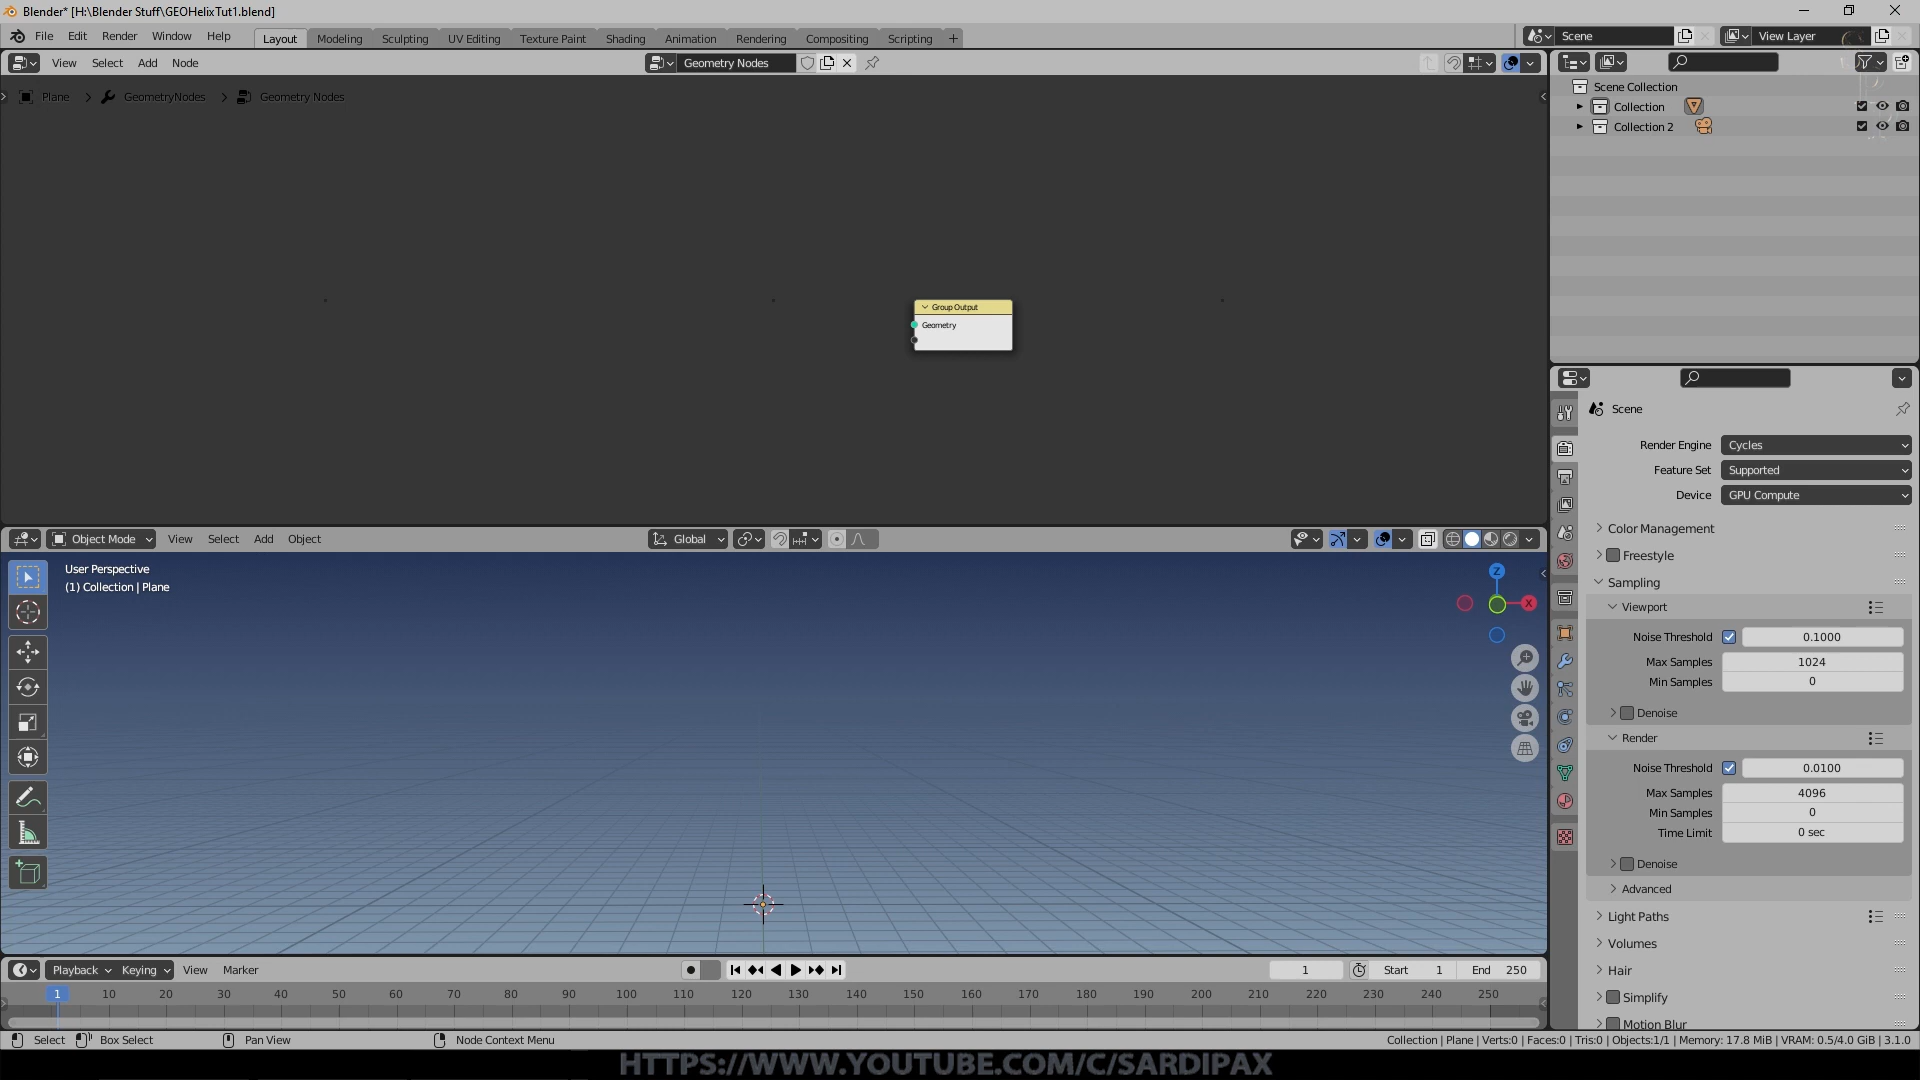 Blender* [H:\Blender Stuff\GEOHelixTut1.blend]
File Edit Render Window Help Layout Modeling Sculpting UV Editing Texture Paint Shading Animation Rendering Compositing Scripting + Scene View Layer
View Select Add Node Geometry Nodes
Plane > GeometryNodes > Geometry Nodes
Scene Collection
Collection
Collection 2
Group Output
Geometry
Scene
Render Engine Cycles
Feature Set Supported
Device GPU Compute
Color Management
Freestyle
Sampling
Viewport
Noise Threshold 0.1000
Max Samples 1024
Min Samples 0
Denoise
Render
Noise Threshold 0.0100
Max Samples 4096
Min Samples 0
Time Limit 0 sec
Denoise
Advanced
Light Paths
Volumes
Hair
Simplify
Motion Blur
Object Mode View Select Add Object Global
User Perspective
(1) Collection | Plane
Z
X
Playback Keying View Marker 1 Start 1 End 250
1 10 20 30 40 50 60 70 80 90 100 110 120 130 140 150 160 170 180 190 200 210 220 230 240 250
Select Box Select Pan View Node Context Menu Collection | Plane | Verts:0 | Faces:0 | Tris:0 | Objects:1/1 | Memory: 17.8 MiB | VRAM: 0.5/4.0 GiB | 3.1.0
HTTPS://WWW.YOUTUBE.COM/C/SARDIPAX